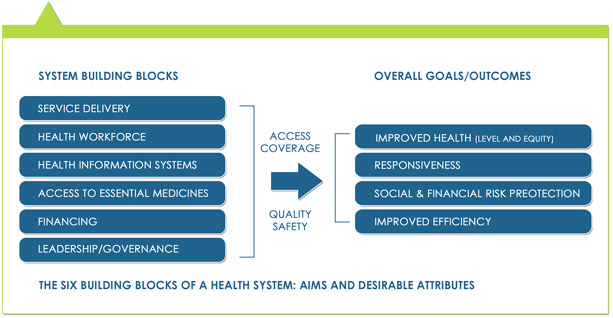 SYSTEM BUILDING BLOCKS
SERVICE DELIVERY
HEALTH WORKFORCE
HEALTH INFORMATION SYSTEMS
ACCESS TO ESSENTIAL MEDICINES
FINANCING
LEADERSHIP/GOVERNANCE
ACCESS
COVERAGE
QUALITY
SAFETY
OVERALL GOALS/OUTCOMES
IMPROVED HEALTH (LEVEL AND EQUITY)
RESPONSIVENESS
SOCIAL & FINANCIAL RISK PREOTECTION
IMPROVED EFFICIENCY
THE SIX BUILDING BLOCKS OF A HEALTH SYSTEM: AIMS AND DESIRABLE ATTRIBUTES